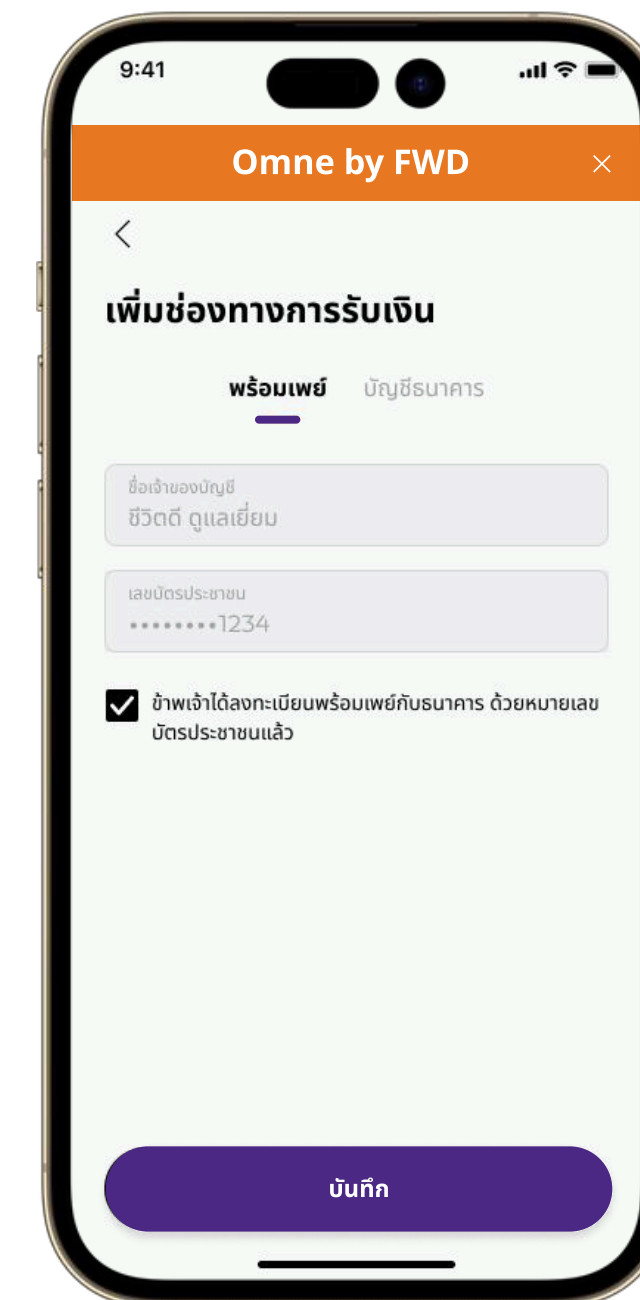 9:41
Omne by FWD
เพิ่มช่องทางการรับเงิน
พร้อมเพย์ บัญชีธนาคาร
ชื่อเจ้าของบัญชี
ชีวิตดี ดูแลเยี่ยม
เลขบัตรประชาชน
••••••••1234
ข้าพเจ้าได้ลงทะเบียนพร้อมเพย์กับธนาคาร ด้วยหมายเลข
บัตรประชาชนแล้ว
บันทึก